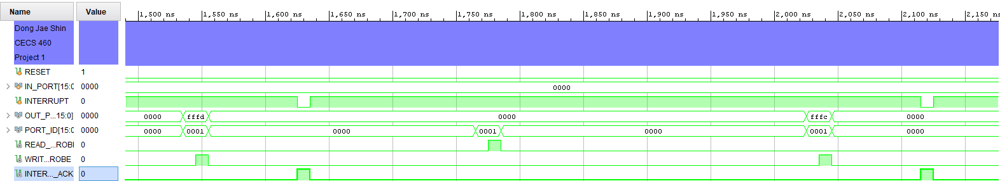 Name Value 1,500 ns 1,550 ns 1,600 ns 1,650 ns 1,700 ns 1,750 ns 1,800 ns 1,850 ns 1,900 ns 1,950 ns 2,000 ns 2,050 ns 2,100 ns 2,150 ns
Dong Jae Shin
CECS 460
Project 1
RESET 1
IN_PORT[15:0 0000 0000
INTERRUPT 0
OUT_P...15:0] 0000 0000 fffd 0000 fffc 0000
PORT_ID[15:0 0000 0000 0001 0000 0001 0000 0001 0000
READ_...ROBE 0
WRIT...ROBE 0
INTER..._ACK 0